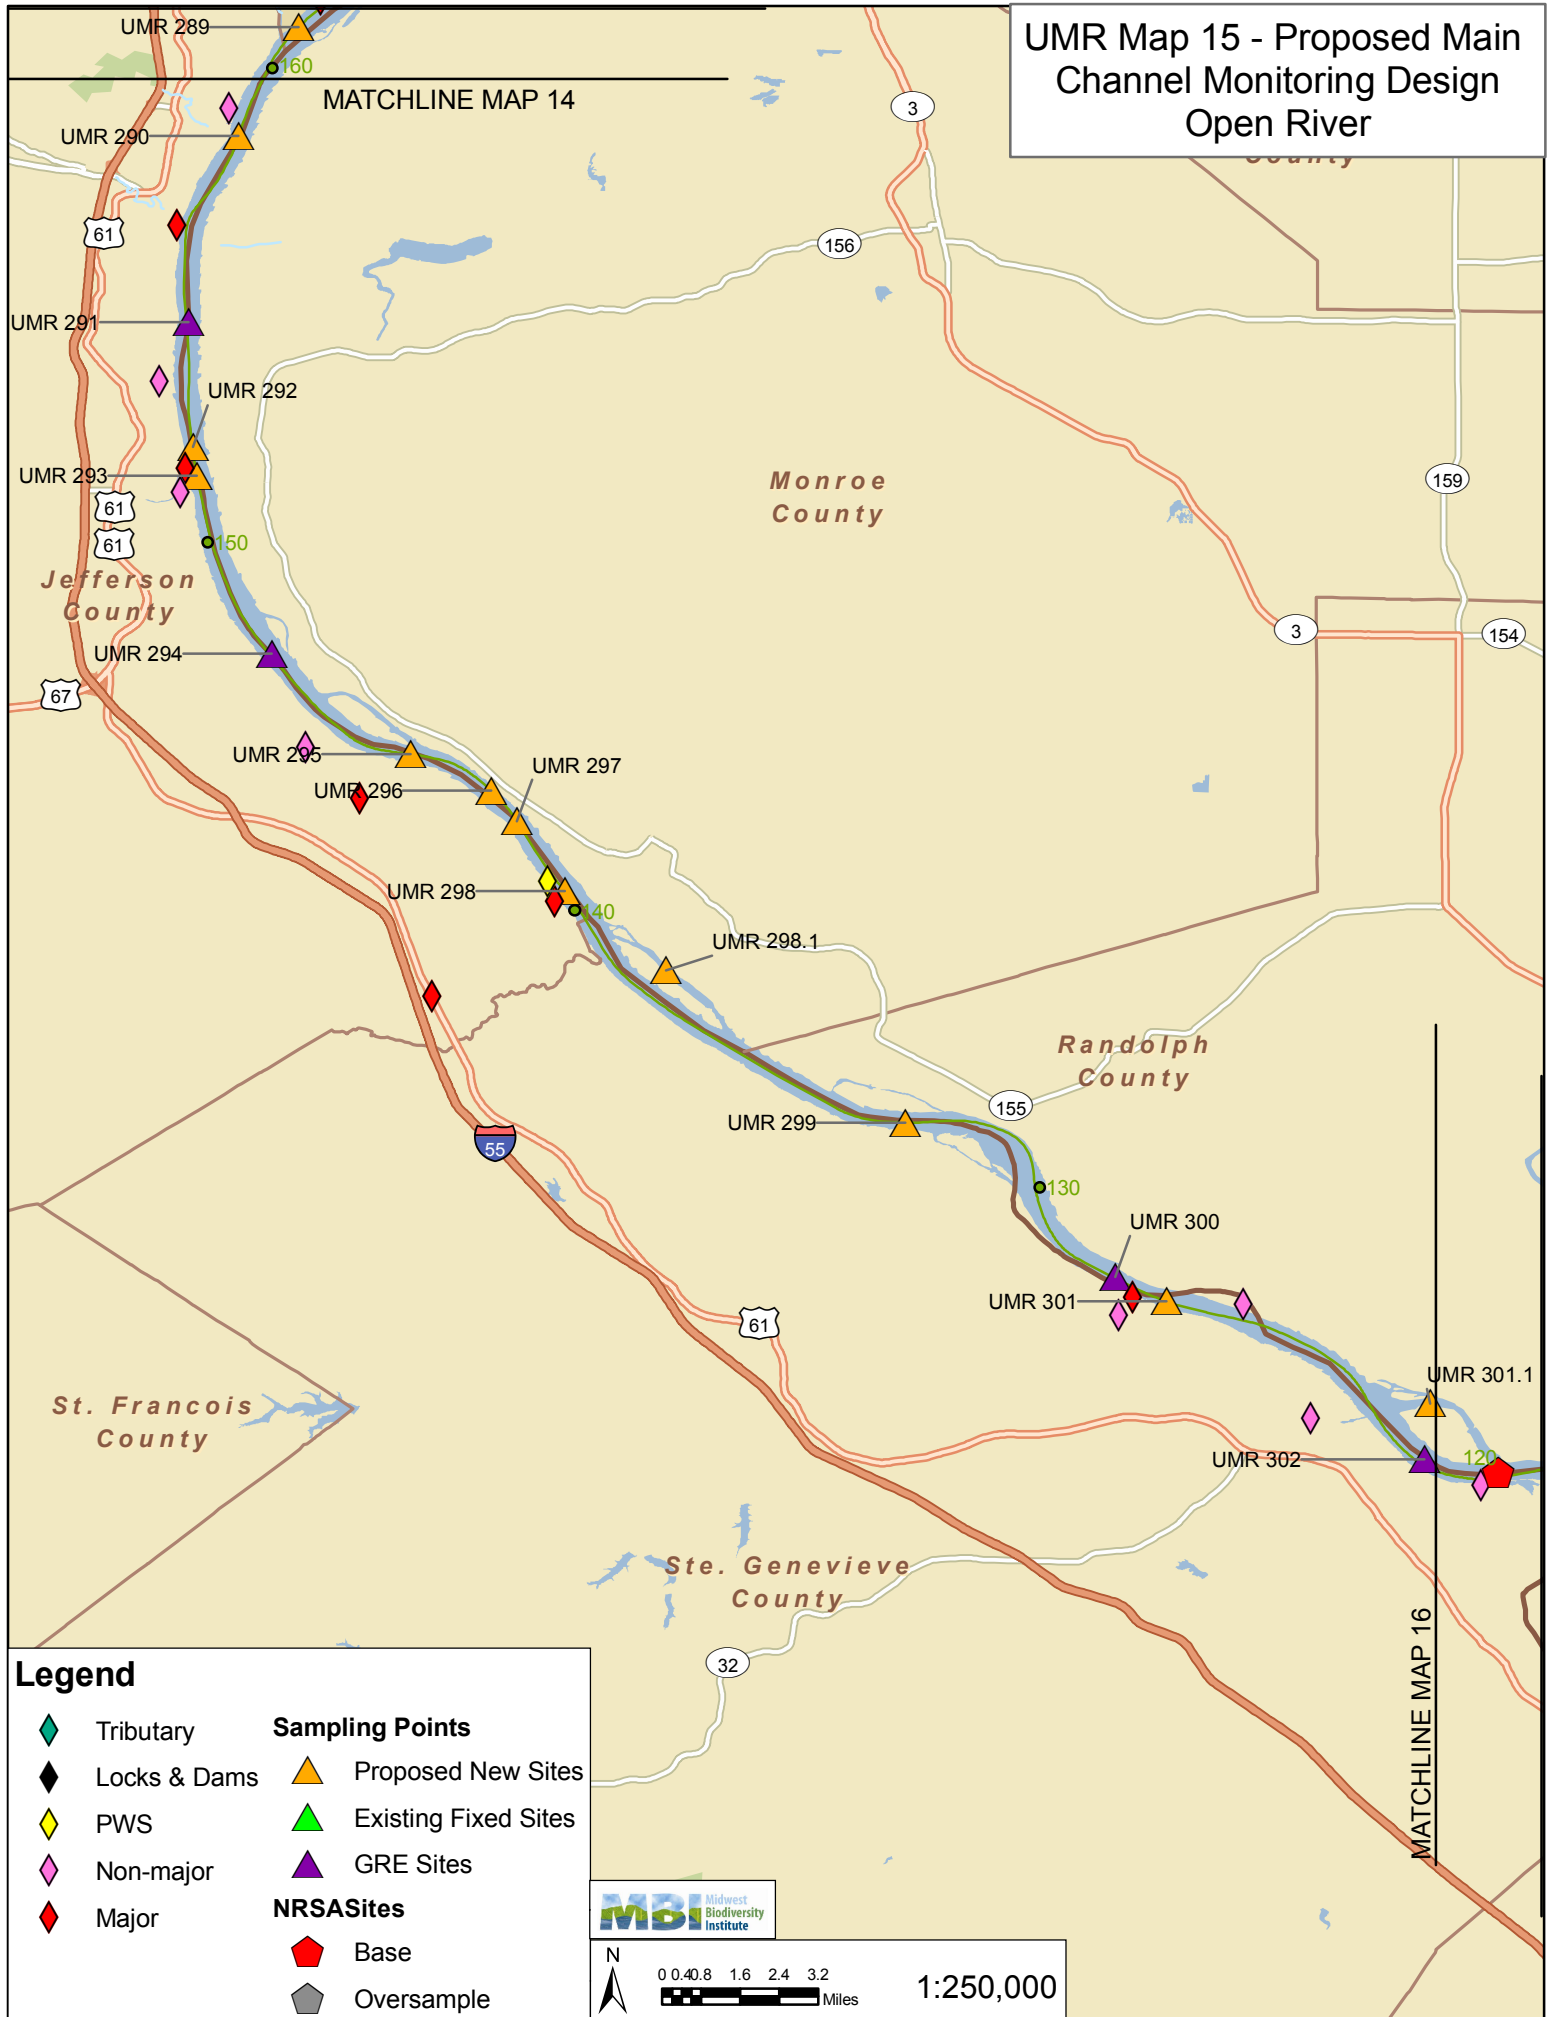 UMR Map 15 - Proposed Main
Channel Monitoring Design
Open River
County
UMR 289
160
MATCHLINE MAP 14
UMR 290
3
61
156
UMR 291
UMR 292
UMR 293
61
61
150
Monroe
County
159
Jefferson
County
3
154
UMR 294
67
UMR 295
UMR 296
UMR 297
UMR 298
140
UMR 298.1
Randolph
County
155
UMR 299
55
130
UMR 300
UMR 301
61
UMR 301.1
St. Francois
County
UMR 302
120
Ste. Genevieve
County
32
MATCHLINE MAP 16
Legend
Tributary
Locks & Dams
PWS
Non-major
Major
Sampling Points
Proposed New Sites
Existing Fixed Sites
GRE Sites
NRSASites
Base
Oversample
MBI
Midwest
Biodiversity
Institute
N
0 0.4 0.8 1.6 2.4 3.2
Miles
1:250,000